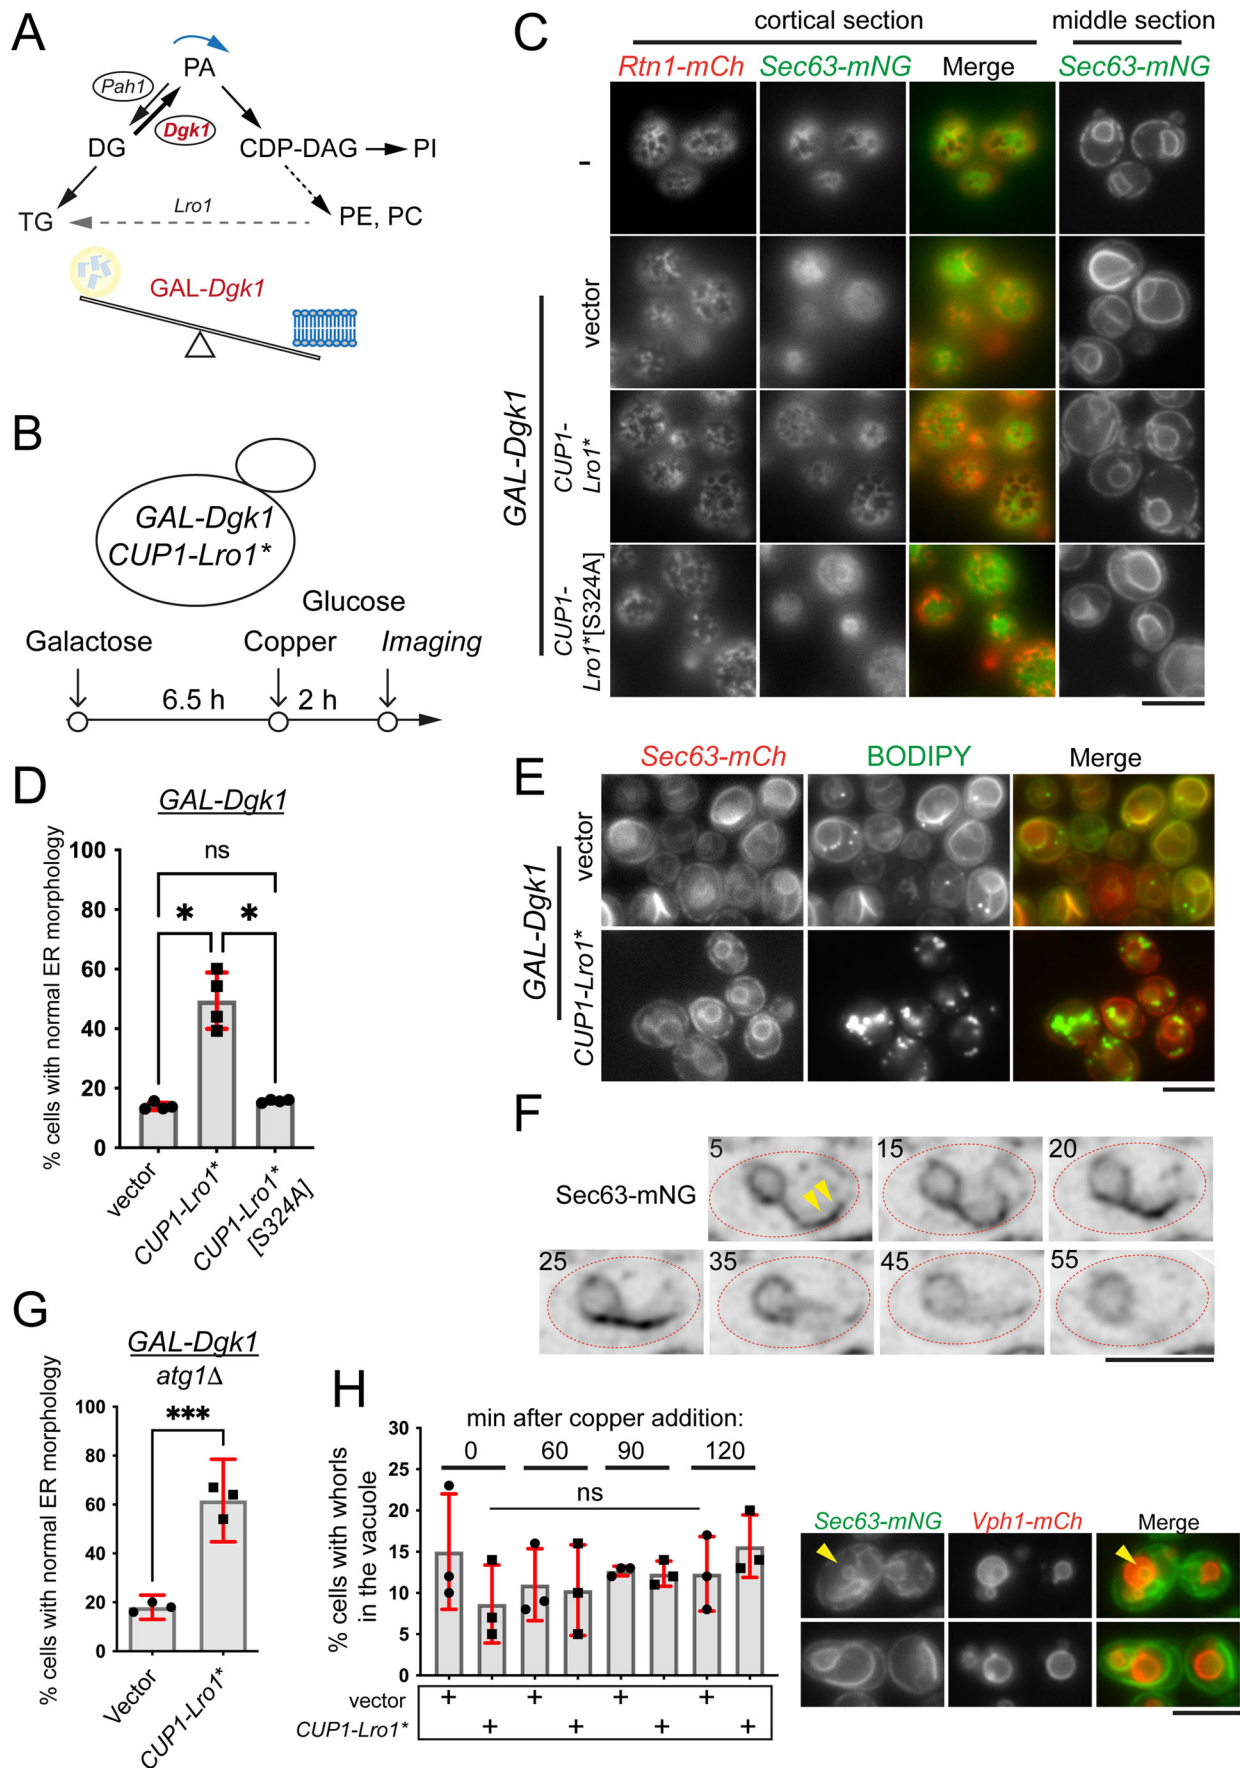 A
PA
Pah1
Dgk1
DG
CDP-DAG
PI
Lro1
TG
PE, PC
GAL-Dgk1
B
GAL-Dgk1
CUP1-Lro1*
Glucose
Galactose
Copper
Imaging
6.5 h
2 h
C
cortical section
middle section
Rtn1-mCh
Sec63-mNG
Merge
Sec63-mNG
-
vector
GAL-Dgk1
CUP1-
Lro1*
CUP1-
Lro1*[S324A]
D
GAL-Dgk1
% cells with normal ER morphology
100
80
60
40
20
0
ns
*
*
vector
CUP1-Lro1*
CUP1-Lro1*
[S324A]
E
Sec63-mCh
BODIPY
Merge
GAL-Dgk1
vector
CUP1-Lro1*
F
Sec63-mNG
5
15
20
25
35
45
55
G
GAL-Dgk1
atg1Δ
% cells with normal ER morphology
100
80
60
40
20
0
***
Vector
CUP1-Lro1*
H
% cells with whorls
in the vacuole
30
25
20
15
10
5
0
min after copper addition:
0
60
90
120
ns
vector
+
+
+
+
CUP1-Lro1*
+
+
+
+
Sec63-mNG
Vph1-mCh
Merge